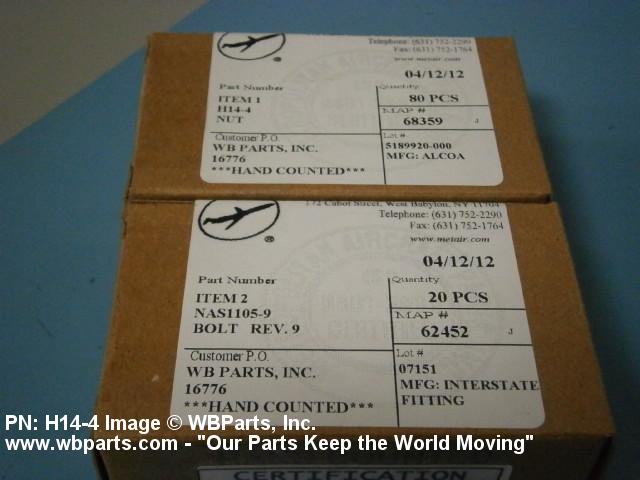 Telephone: (631) 752-2290
Fax: (631) 752-1764
www.metair.com
04/12/12
Part Number
Quantity
ITEM 1
80 PCS
H14-4
MAP #
NUT
68359 J
Customer P.O.
Lot #
WB PARTS, INC.
5189920-000
16776
MFG: ALCOA
***HAND COUNTED***
®
172 Cabot Street, West Babylon, NY 11704
Telephone: (631) 752-2290
Fax: (631) 752-1764
®
www.metair.com
04/12/12
Part Number
Quantity
ITEM 2
20 PCS
NAS1105-9
MAP #
BOLT REV. 9
62452 J
Customer P.O.
Lot #
WB PARTS, INC.
07151
16776
MFG: INTERSTATE
***HAND COUNTED***
FITTING
PN: H14-4 Image © WBParts, Inc.
www.wbparts.com - "Our Parts Keep the World Moving"
CERTIFICATION